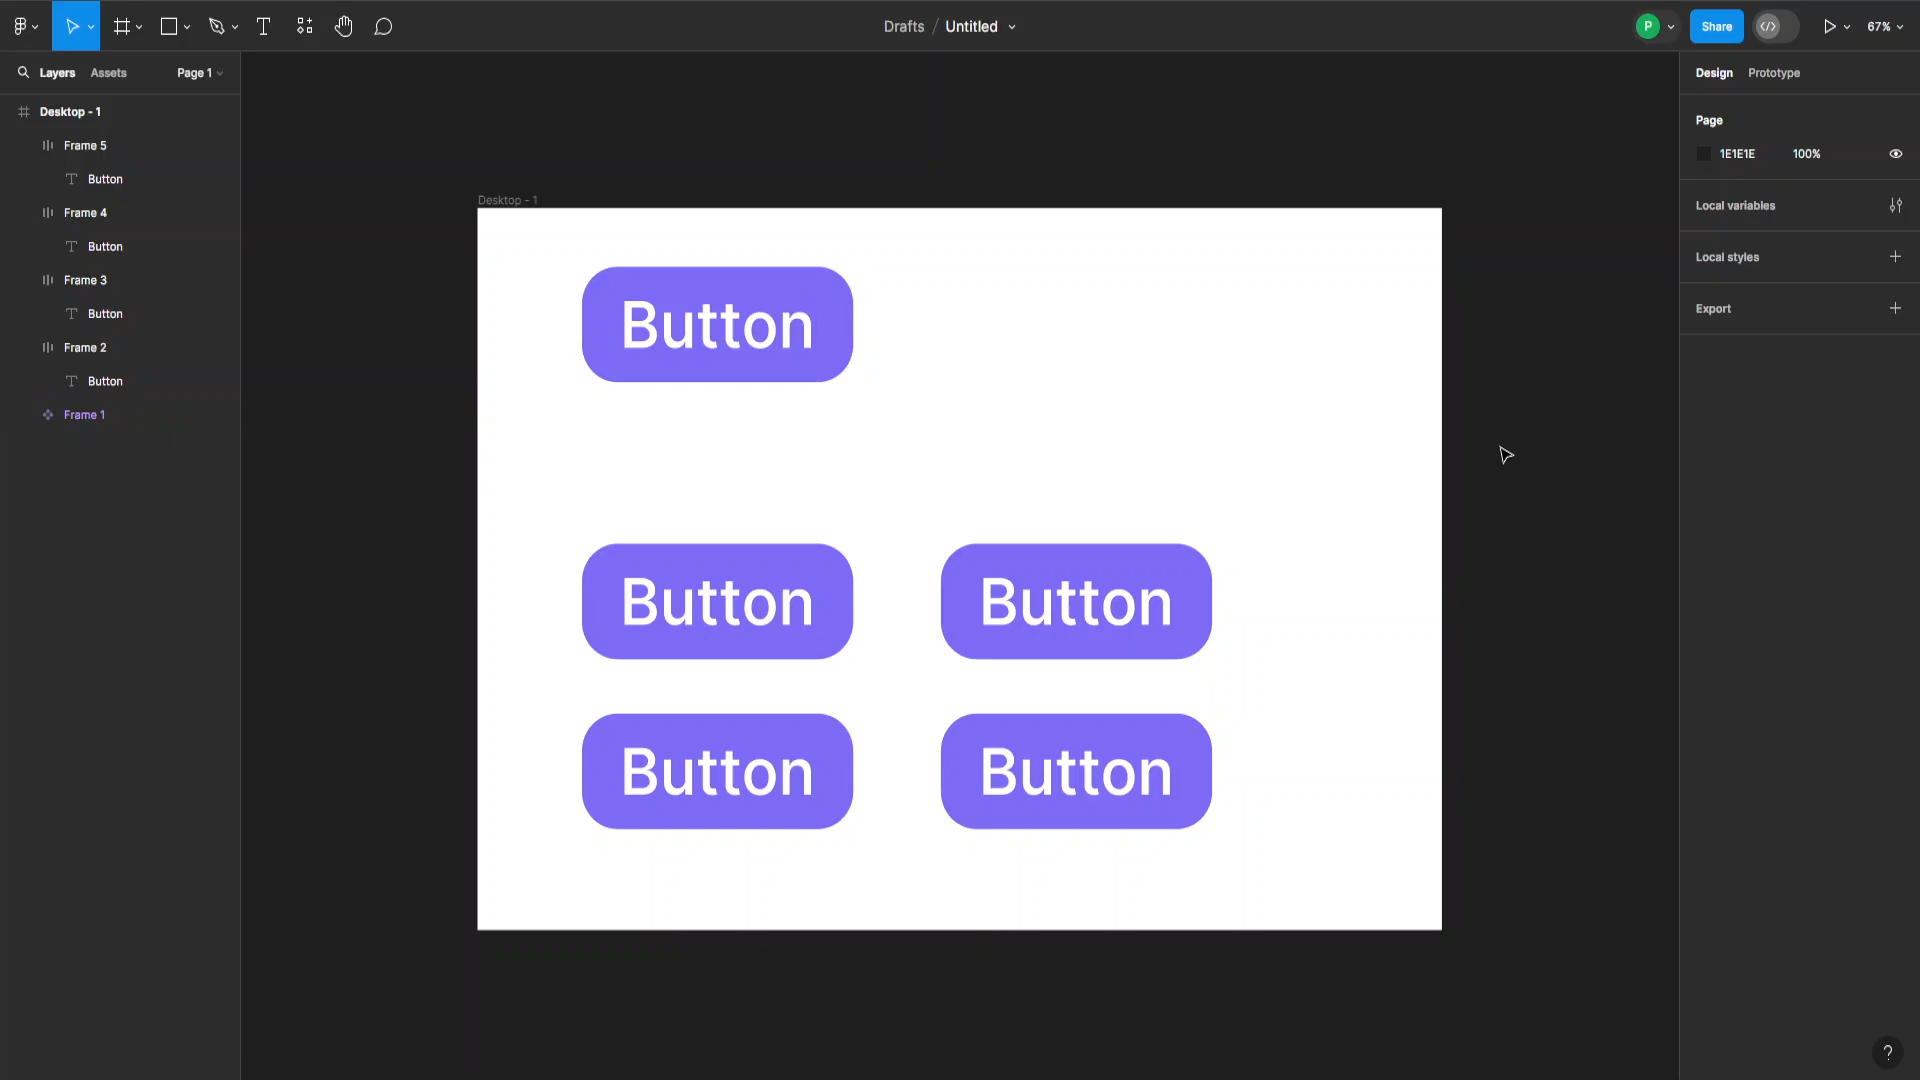 Drafts / Untitled
P
Share
67%
Layers
Assets
Page 1
Design
Prototype
Desktop - 1
Frame 5
Button
Frame 4
Button
Frame 3
Button
Frame 2
Button
Frame 1
Desktop - 1
Button
Button
Button
Button
Button
Page
1E1E1E
100%
Local variables
Local styles
Export
?